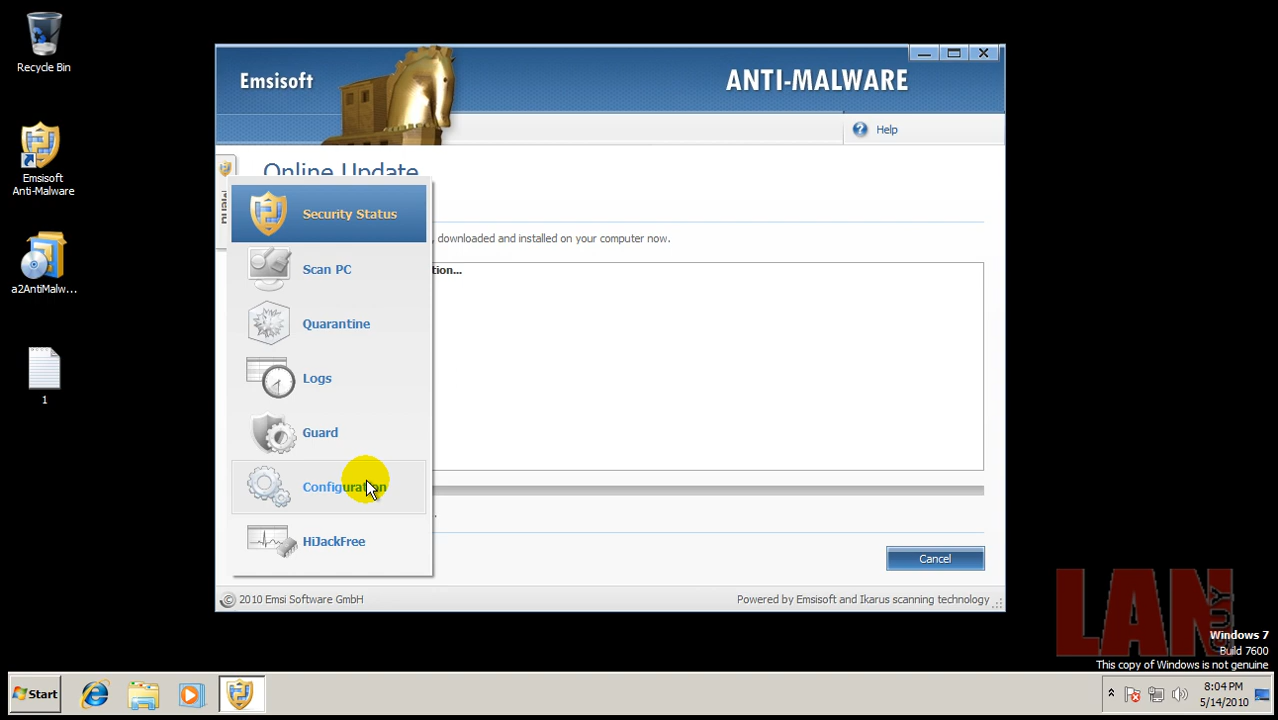 Recycle Bin
Emsisoft
Anti-Malware
a2AntiMalw...
1
Emsisoft
ANTI-MALWARE
Help
Online Update
menu
Security Status
Scan PC
Quarantine
Logs
Guard
Configuration
HiJackFree
, downloaded and installed on your computer now.
tion...
Cancel
© 2010 Emsi Software GmbH
Powered by Emsisoft and Ikarus scanning technology
LAN
GUY
Windows 7
Build 7600
This copy of Windows is not genuine
Start
8:04 PM
5/14/2010